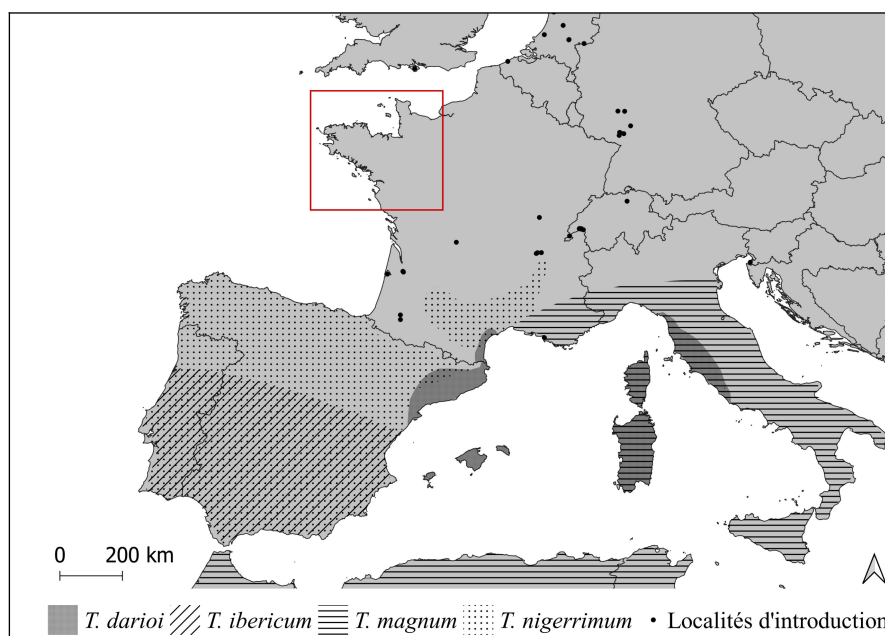 0 200 km
T. darioi T. ibericum T. magnum T. nigerrimum • Localités d'introduction